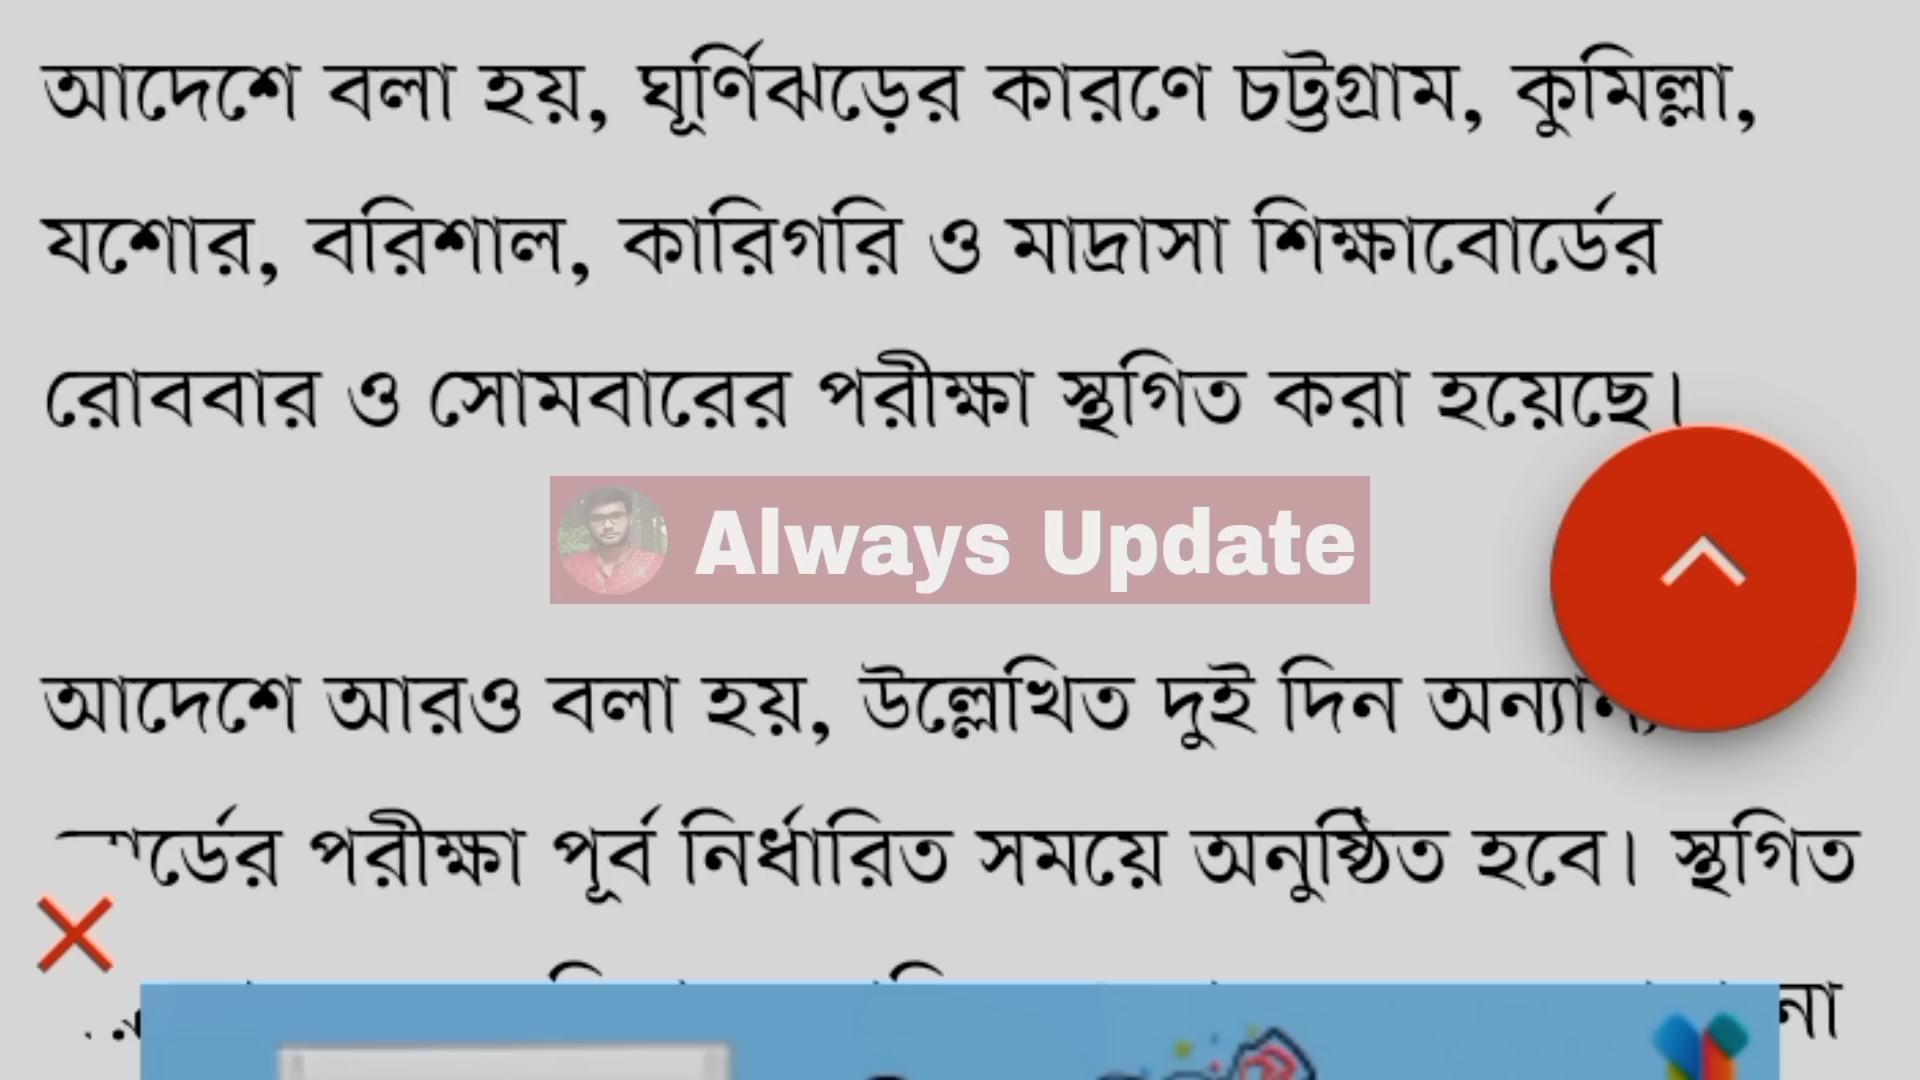 আদেশে বলা হয়, ঘূর্ণিঝড়ের কারণে চট্টগ্রাম, কুমিল্লা,
যশোর, বরিশাল, কারিগরি ও মাদ্রাসা শিক্ষাবোর্ডের
রোববার ও সোমবারের পরীক্ষা স্থগিত করা হয়েছে।
Always Update
আদেশে আরও বলা হয়, উল্লেখিত দুই দিন
পরীক্ষা পূর্ব নির্ধারিত সময়ে অনুষ্ঠিত হবে। স্থগিত